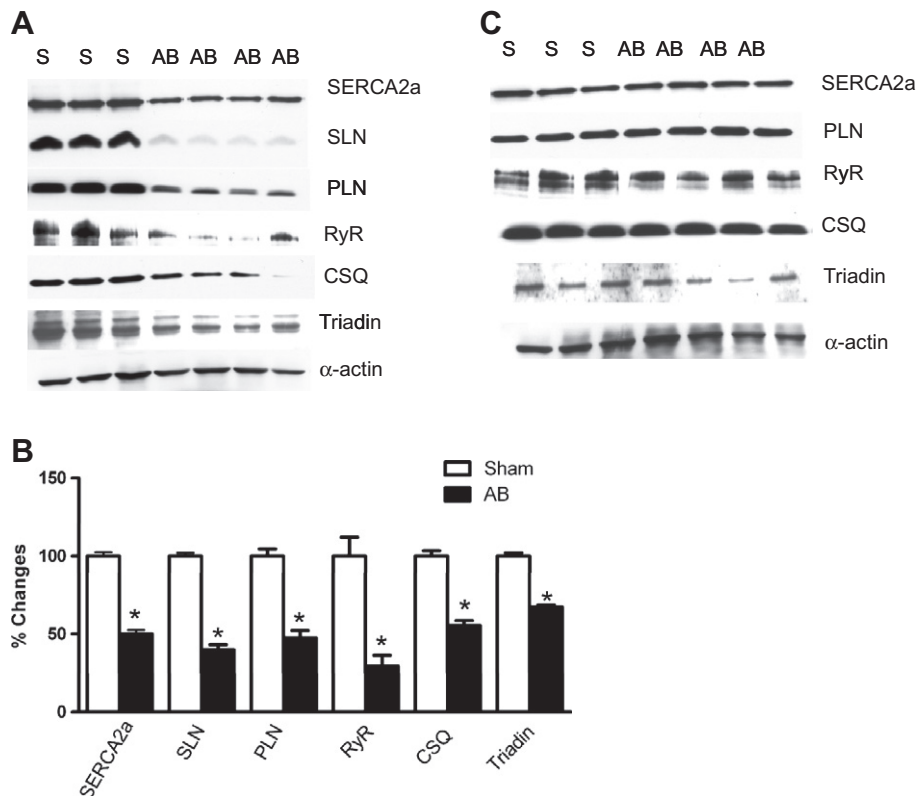 A
S S S AB AB AB AB
SERCA2a
SLN
PLN
RyR
CSQ
Triadin
α-actin
C
S S S AB AB AB AB
SERCA2a
PLN
RyR
CSQ
Triadin
α-actin
B
% Changes
150
100
50
0
Sham
AB
* * * * * *
SERCA2a
SLN
PLN
RyR
CSQ
Triadin